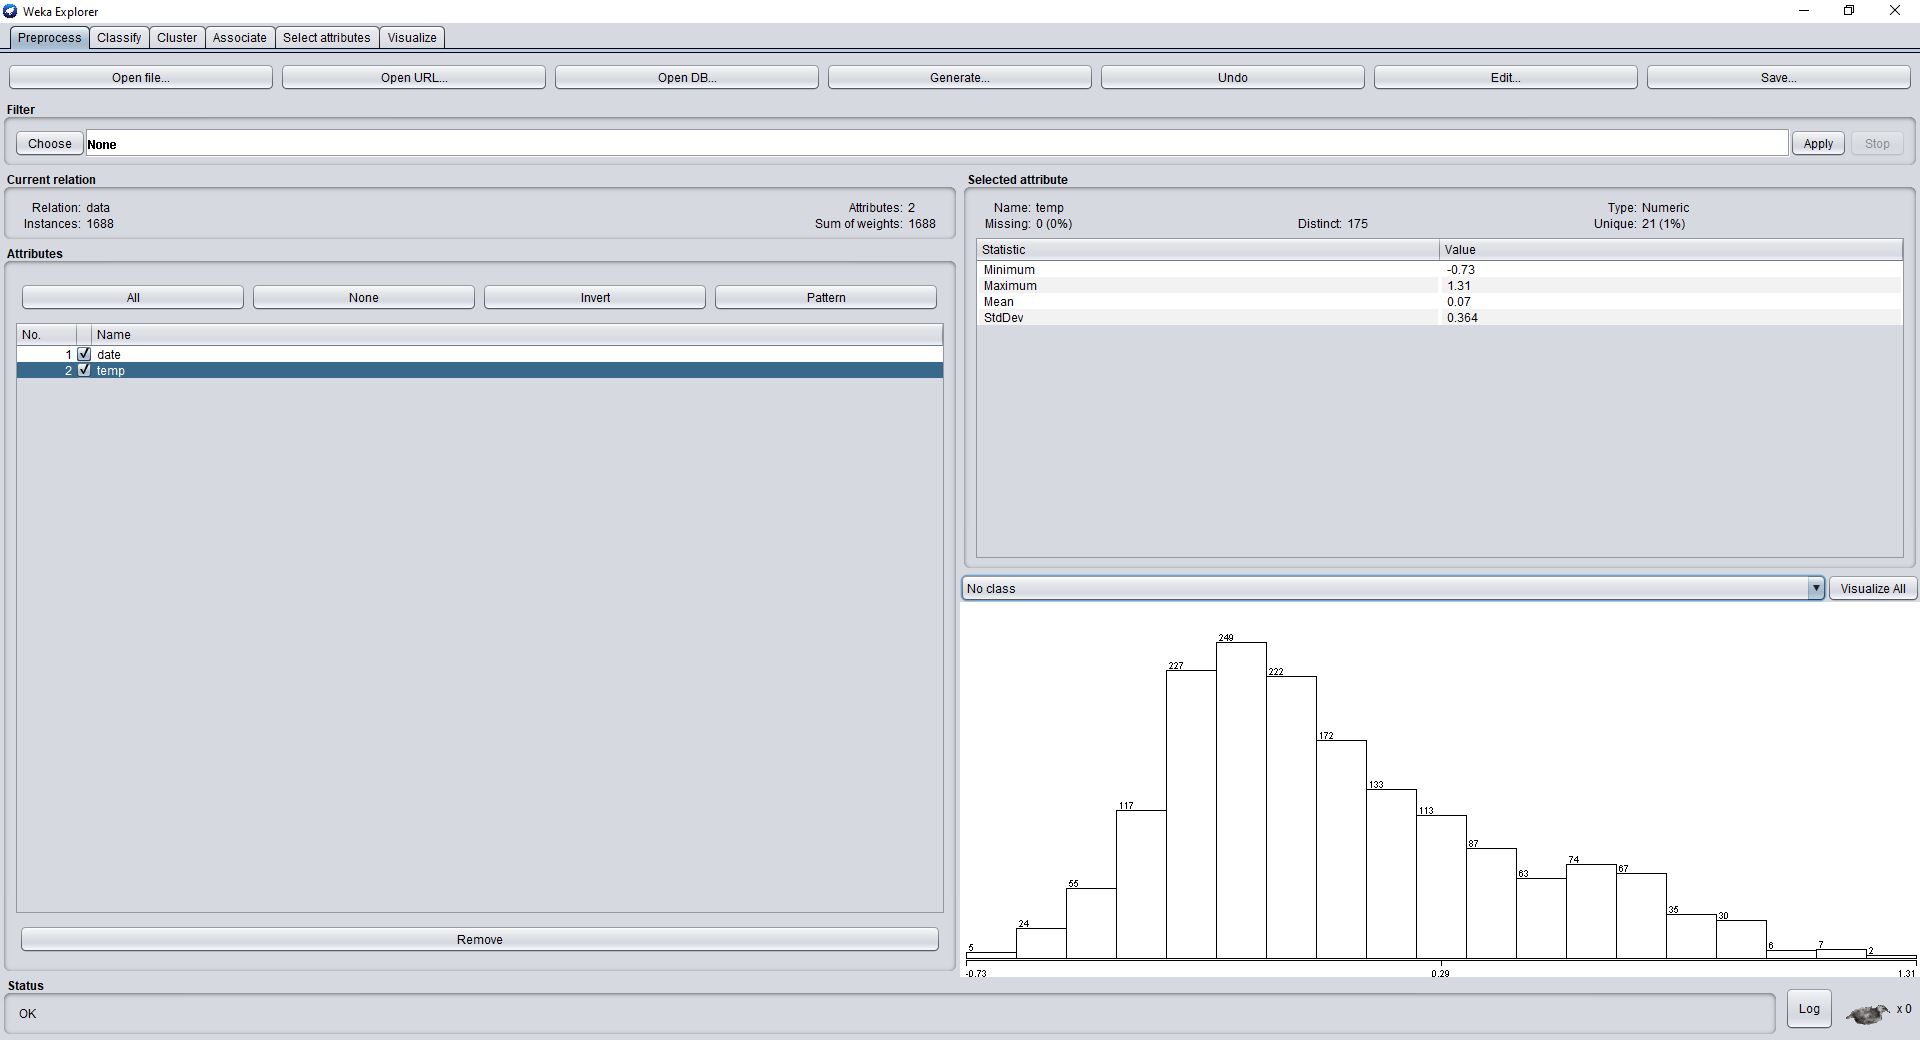 Weka Explorer
Preprocess Classify Cluster Associate Select attributes Visualize
Open file... Open URL... Open DB... Generate... Undo Edit... Save...
Filter
Choose None Apply Stop
Current relation
Relation: data Attributes: 2
Instances: 1688 Sum of weights: 1688
Attributes
All None Invert Pattern
No. Name
1 date
2 temp
Remove
Selected attribute
Name: temp Type: Numeric
Missing: 0 (0%) Distinct: 175 Unique: 21 (1%)
Statistic Value
Minimum -0.73
Maximum 1.31
Mean 0.07
StdDev 0.364
No class Visualize All
5 24 55 117 227 249 222 172 133 113 87 63 74 67 35 30 6 7 2
-0.73 0.29 1.31
Status
OK Log x 0